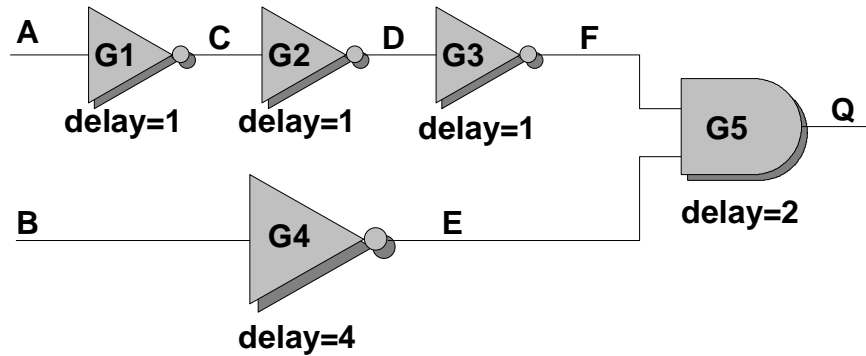 A
G1
C
G2
D
G3
F
delay=1
delay=1
delay=1
G5
Q
delay=2
B
G4
E
delay=4